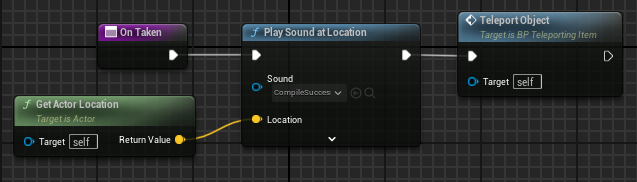 On Taken
Play Sound at Location
Sound
CompileSucces
Location
Teleport Object
Target is BP Teleporting Item
Target self
Get Actor Location
Target is Actor
Target self Return Value